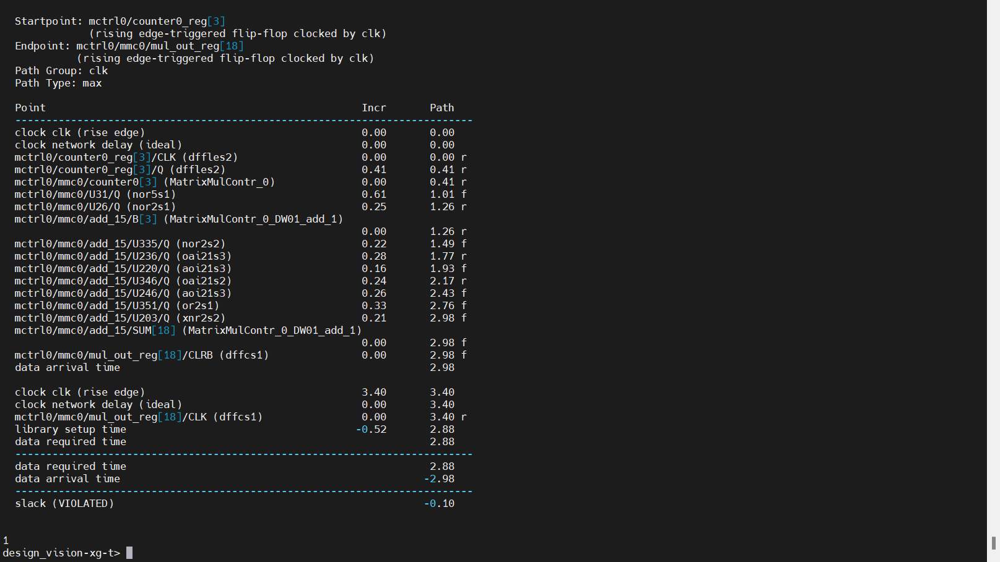 Startpoint: mctrl0/counter0_reg[3]
(rising edge-triggered flip-flop clocked by clk)
Endpoint: mctrl0/mmc0/mul_out_reg[18]
(rising edge-triggered flip-flop clocked by clk)
Path Group: clk
Path Type: max
Point Incr Path
---------------------------------------------------------------------------
clock clk (rise edge) 0.00 0.00
clock network delay (ideal) 0.00 0.00
mctrl0/counter0_reg[3]/CLK (dffles2) 0.00 0.00 r
mctrl0/counter0_reg[3]/Q (dffles2) 0.41 0.41 r
mctrl0/mmc0/counter0[3] (MatrixMulContr_0) 0.00 0.41 r
mctrl0/mmc0/U31/Q (nor5s1) 0.61 1.01 f
mctrl0/mmc0/U26/Q (nor2s1) 0.25 1.26 r
mctrl0/mmc0/add_15/B[3] (MatrixMulContr_0_DW01_add_1)
0.00 1.26 r
mctrl0/mmc0/add_15/U335/Q (nor2s2) 0.22 1.49 f
mctrl0/mmc0/add_15/U236/Q (oai21s3) 0.28 1.77 r
mctrl0/mmc0/add_15/U220/Q (aoi21s3) 0.16 1.93 f
mctrl0/mmc0/add_15/U346/Q (oai21s2) 0.24 2.17 r
mctrl0/mmc0/add_15/U246/Q (aoi21s3) 0.26 2.43 f
mctrl0/mmc0/add_15/U351/Q (or2s1) 0.33 2.76 f
mctrl0/mmc0/add_15/U203/Q (xnr2s2) 0.21 2.98 f
mctrl0/mmc0/add_15/SUM[18] (MatrixMulContr_0_DW01_add_1)
0.00 2.98 f
mctrl0/mmc0/mul_out_reg[18]/CLRB (dffcs1) 0.00 2.98 f
data arrival time 2.98
clock clk (rise edge) 3.40 3.40
clock network delay (ideal) 0.00 3.40
mctrl0/mmc0/mul_out_reg[18]/CLK (dffcs1) 0.00 3.40 r
library setup time -0.52 2.88
data required time 2.88
---------------------------------------------------------------------------
data required time 2.88
data arrival time -2.98
---------------------------------------------------------------------------
slack (VIOLATED) -0.10
1
design_vision-xg-t>